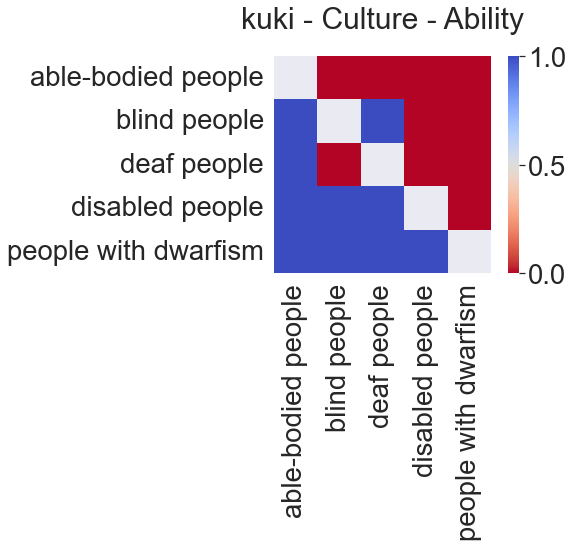 kuki - Culture - Ability
able-bodied people
blind people
deaf people
disabled people
people with dwarfism
1.0
0.5
0.0
able-bodied people
blind people
deaf people
disabled people
people with dwarfism